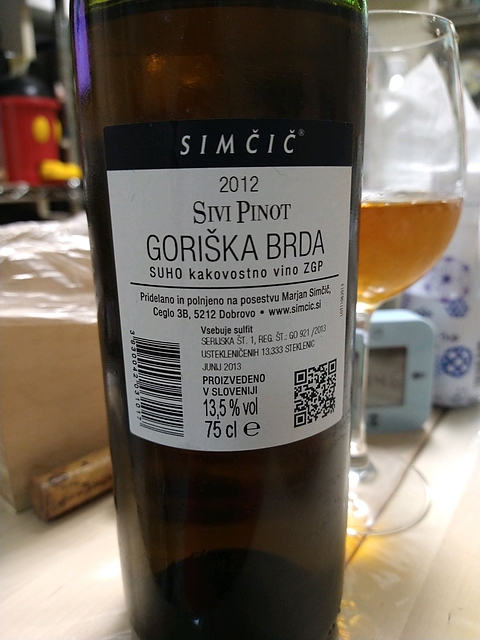 SIMČIČ®
2012
SIVI PINOT
GORIŠKA BRDA
SUHO kakovostno vino ZGP
Pridelano in polnjeno na posestvu Marjan Simčič,
Ceglo 3B, 5212 Dobrovo • www.simcic.si
Vsebuje sulfit
SERIJSKA ŠT. 1, REG. ŠT.: GO 921 /2013
USTEKLENIČENIH 13.333 STEKLENIC
JUNIJ 2013
PROIZVEDENO
V SLOVENIJI
13,5 % vol
75 cl e